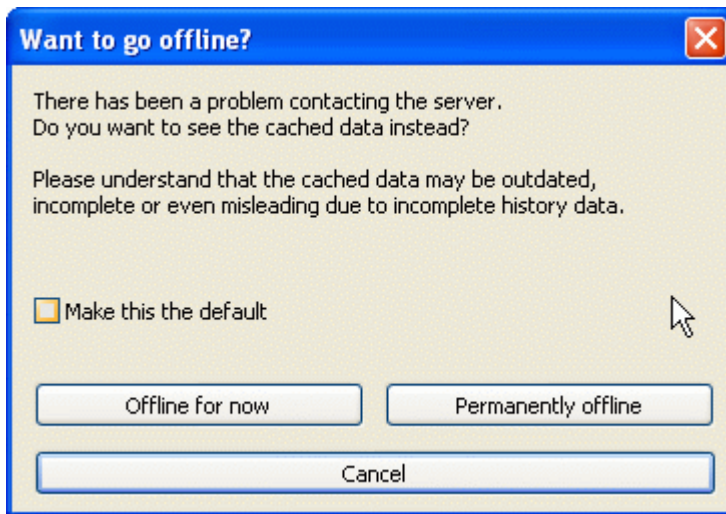 Want to go offline?
There has been a problem contacting the server.
Do you want to see the cached data instead?
Please understand that the cached data may be outdated,
incomplete or even misleading due to incomplete history data.
Make this the default
Offline for now
Permanently offline
Cancel